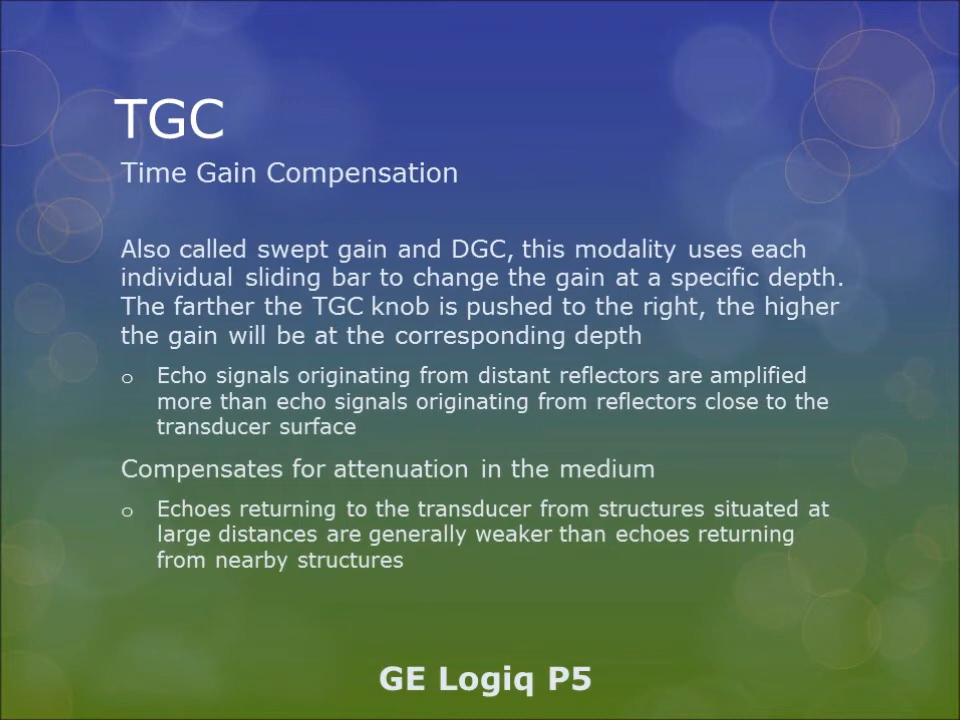 TGC
Time Gain Compensation
Also called swept gain and DGC, this modality uses each
individual sliding bar to change the gain at a specific depth.
The farther the TGC knob is pushed to the right, the higher
the gain will be at the corresponding depth
o Echo signals originating from distant reflectors are amplified
more than echo signals originating from reflectors close to the
transducer surface
Compensates for attenuation in the medium
o Echoes returning to the transducer from structures situated at
large distances are generally weaker than echoes returning
from nearby structures
GE Logiq P5